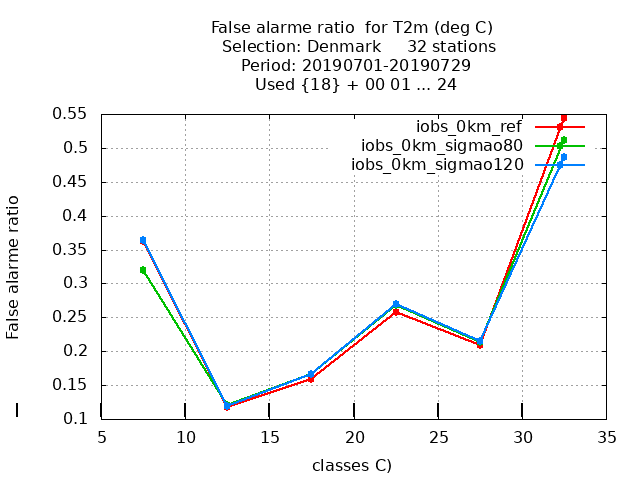 False alarme ratio  for T2m (deg C)
Selection: Denmark     32 stations
Period: 20190701-20190729
Used {18} + 00 01 ... 24
iobs_0km_ref
iobs_0km_sigmao80
iobs_0km_sigmao120
False alarme ratio
0.55
0.5
0.45
0.4
0.35
0.3
0.25
0.2
0.15
0.1
5 10 15 20 25 30 35
classes C)